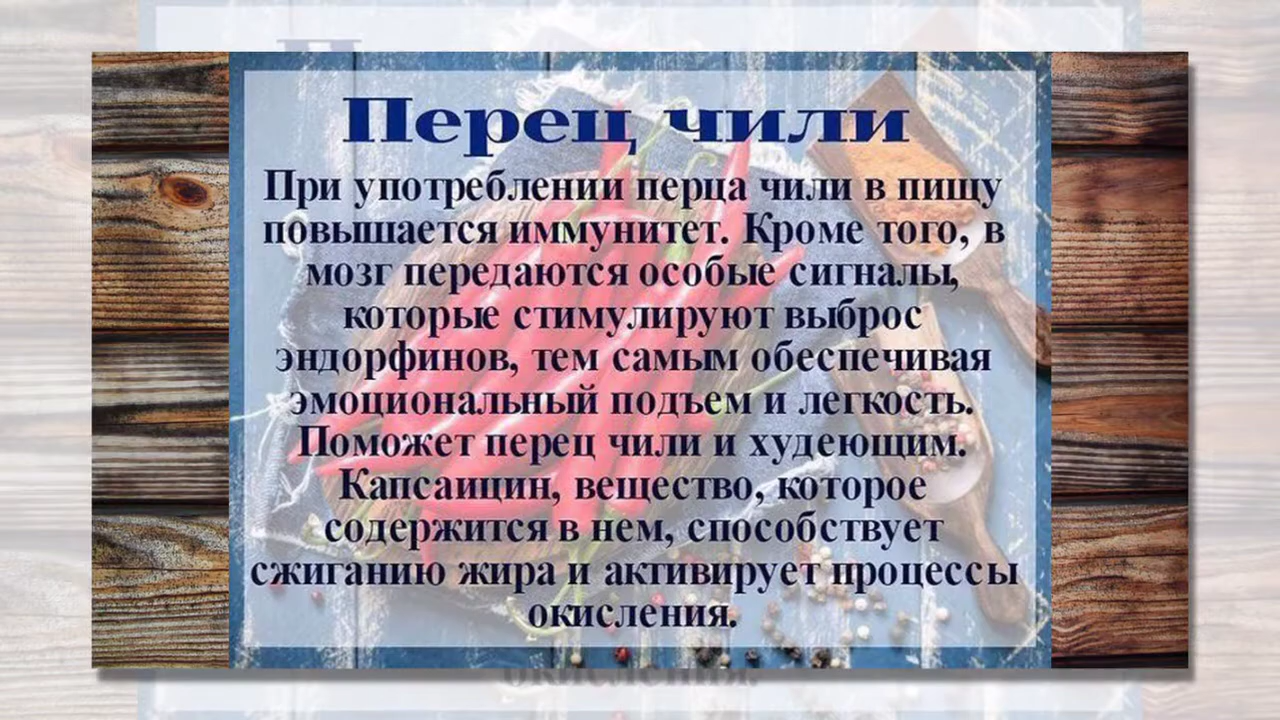 Перец чили
При употреблении перца чили в пищу
повышается иммунитет. Кроме того, в
мозг передаются особые сигналы,
которые стимулируют выброс
эндорфинов, тем самым обеспечивая
эмоциональный подъем и легкость.
Поможет перец чили и худеющим.
Капсаицин, вещество, которое
содержится в нем, способствует
сжиганию жира и активирует процессы
окисления.
окисления.